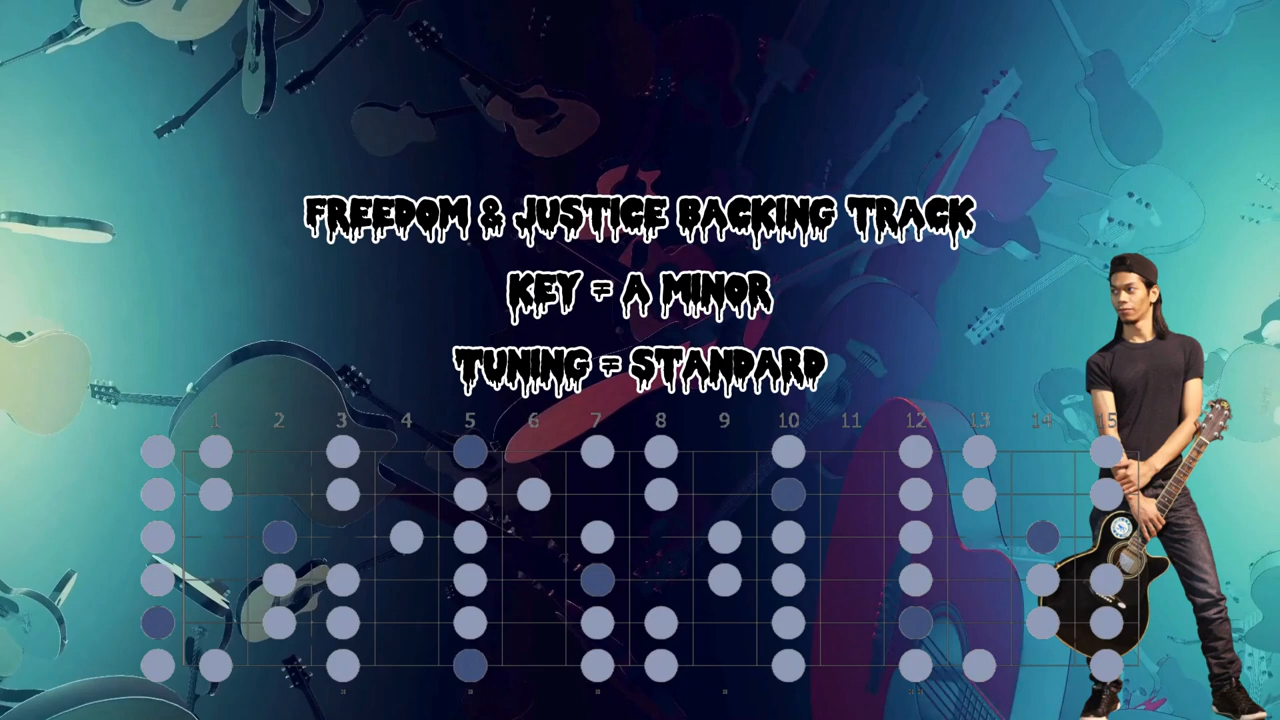 FREEDOM & JUSTICE BACKING TRACK
KEY = A MINOR
TUNING = STANDARD
1 2 3 4 5 6 7 8 9 10 11 12 13 14 15